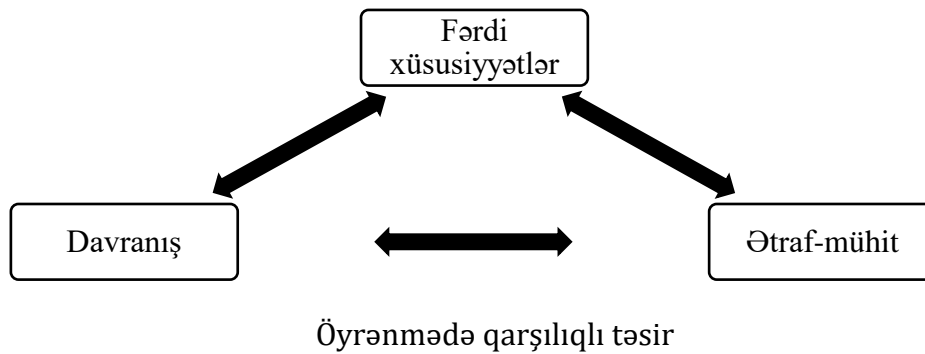 Fərdi
xüsusiyyətlər
Davranış
Ətraf-mühit
Öyrənmədə qarşılıqlı təsir